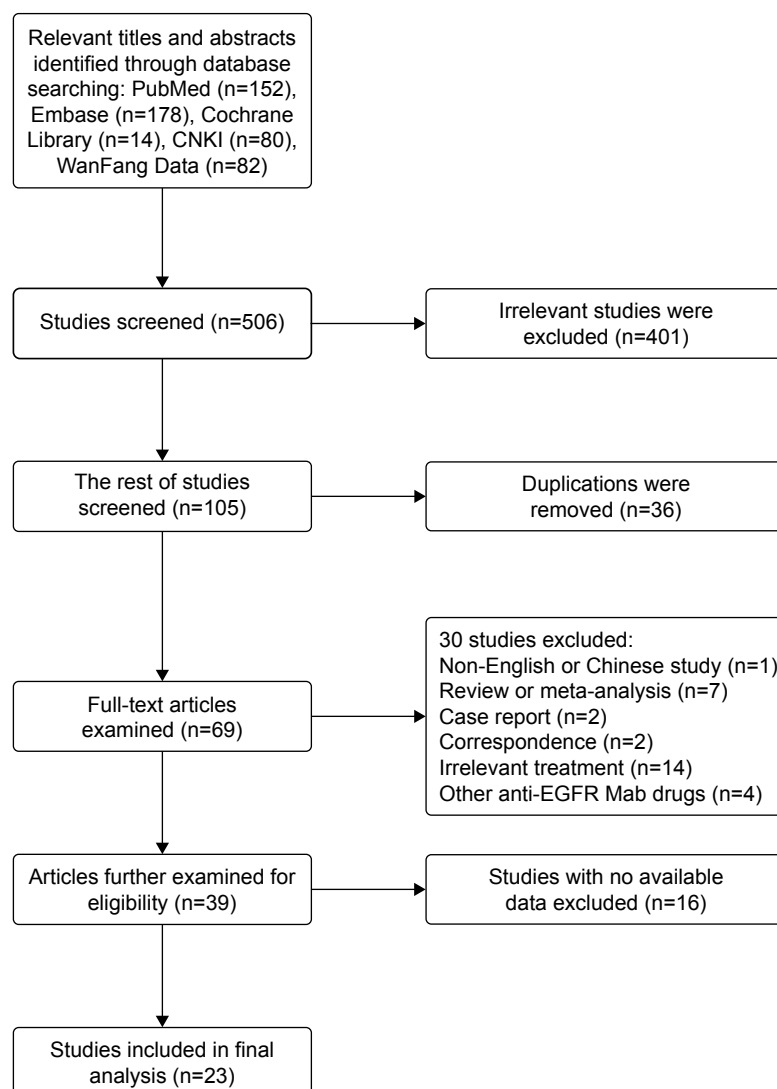 Relevant titles and abstracts
identified through database
searching: PubMed (n=152),
Embase (n=178), Cochrane
Library (n=14), CNKI (n=80),
WanFang Data (n=82)
Studies screened (n=506)
Irrelevant studies were
excluded (n=401)
The rest of studies
screened (n=105)
Duplications were
removed (n=36)
Full-text articles
examined (n=69)
30 studies excluded:
Non-English or Chinese study (n=1)
Review or meta-analysis (n=7)
Case report (n=2)
Correspondence (n=2)
Irrelevant treatment (n=14)
Other anti-EGFR Mab drugs (n=4)
Articles further examined for
eligibility (n=39)
Studies with no available
data excluded (n=16)
Studies included in final
analysis (n=23)